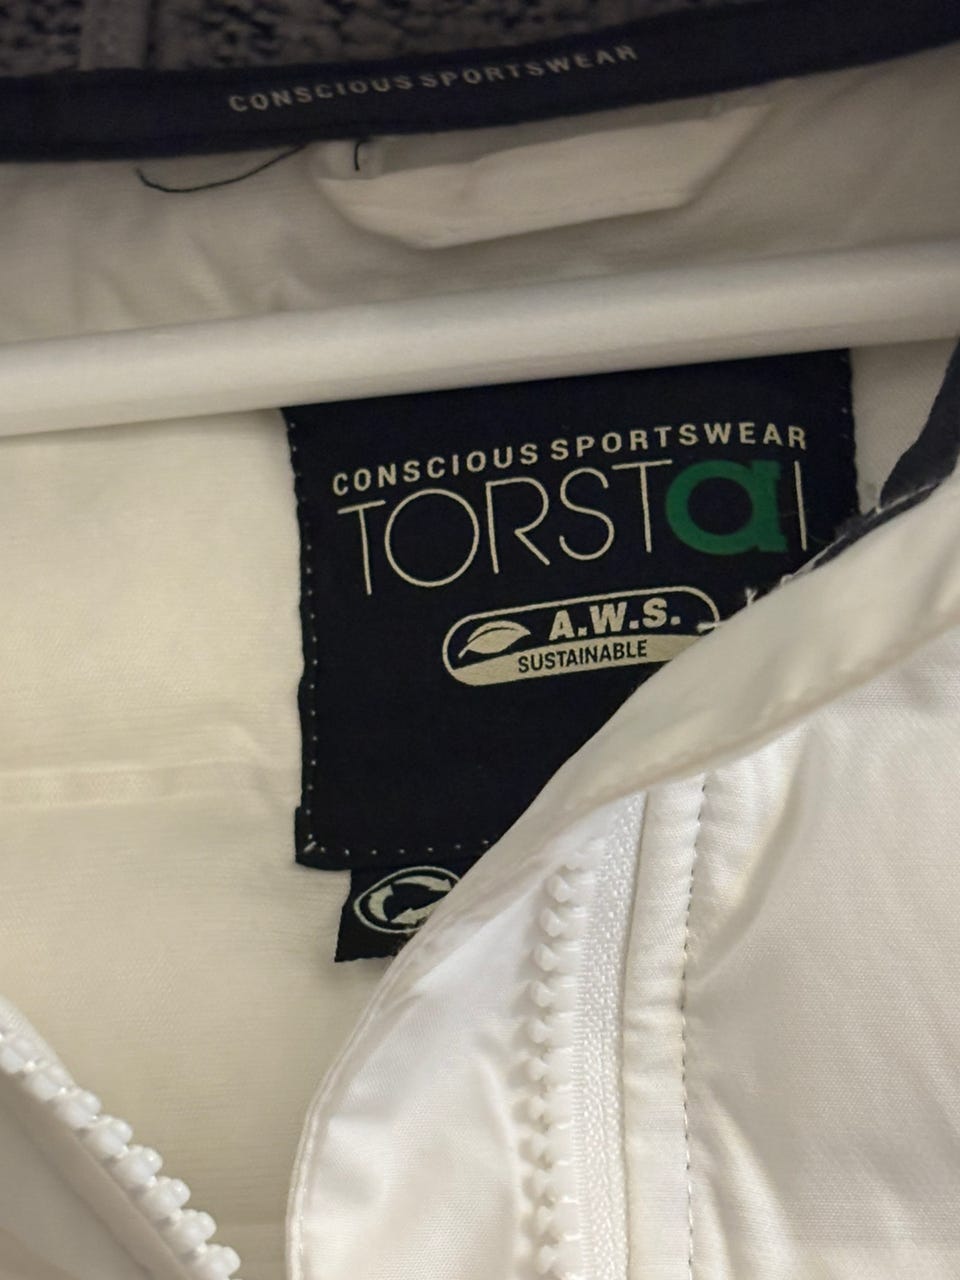 CONSCIOUS SPORTSWEAR
CONSCIOUS SPORTSWEAR
TORSTaI
A.W.S.
SUSTAINABLE